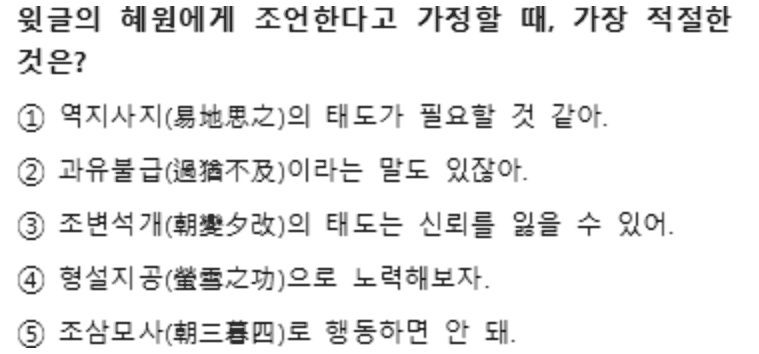 윗글의 혜원에게 조언한다고 가정할 때, 가장 적절한
것은?
① 역지사지(易地思之)의 태도가 필요할 것 같아.
② 과유불급(過猶不及)이라는 말도 있잖아.
③ 조변석개(朝變夕改)의 태도는 신뢰를 잃을 수 있어.
④ 형설지공(螢雪之功)으로 노력해보자.
⑤ 조삼모사(朝三暮四)로 행동하면 안 돼.